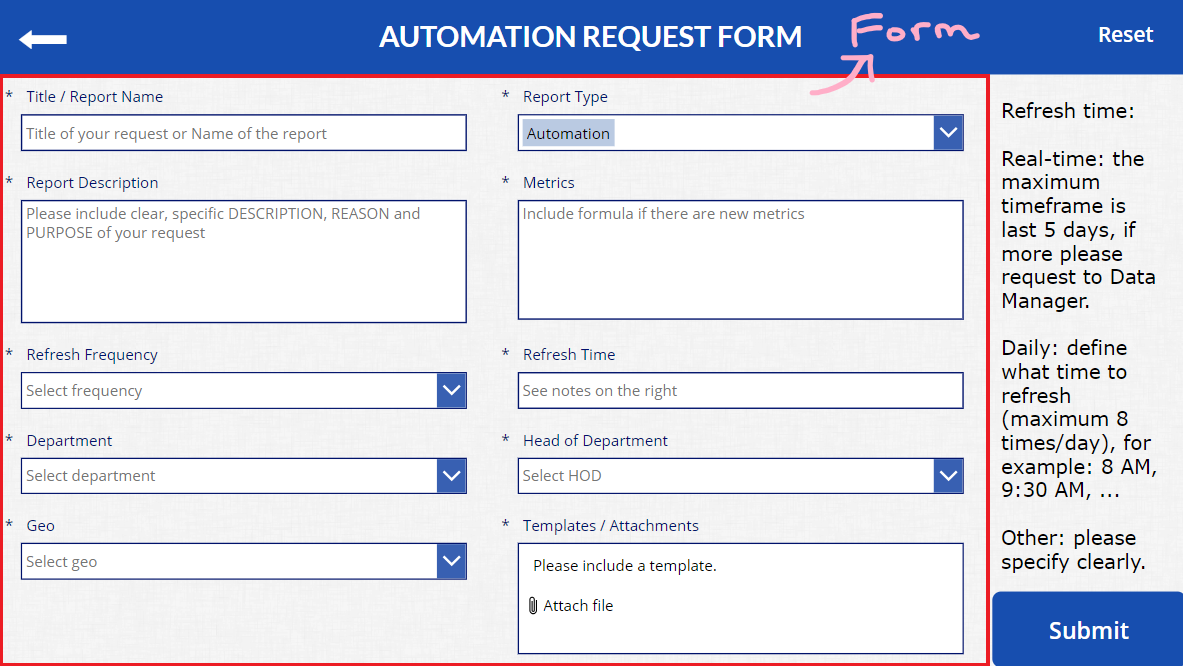 AUTOMATION REQUEST FORM
Form
Reset
* Title / Report Name
Title of your request or Name of the report
* Report Type
Automation
* Report Description
Please include clear, specific DESCRIPTION, REASON and
PURPOSE of your request
* Metrics
Include formula if there are new metrics
* Refresh Frequency
Select frequency
* Refresh Time
See notes on the right
* Department
Select department
* Head of Department
Select HOD
* Geo
Select geo
* Templates / Attachments
Please include a template.
Attach file
Refresh time:
Real-time: the
maximum
timeframe is
last 5 days, if
more please
request to Data
Manager.
Daily: define
what time to
refresh
(maximum 8
times/day), for
example: 8 AM,
9:30 AM, ...
Other: please
specify clearly.
Submit